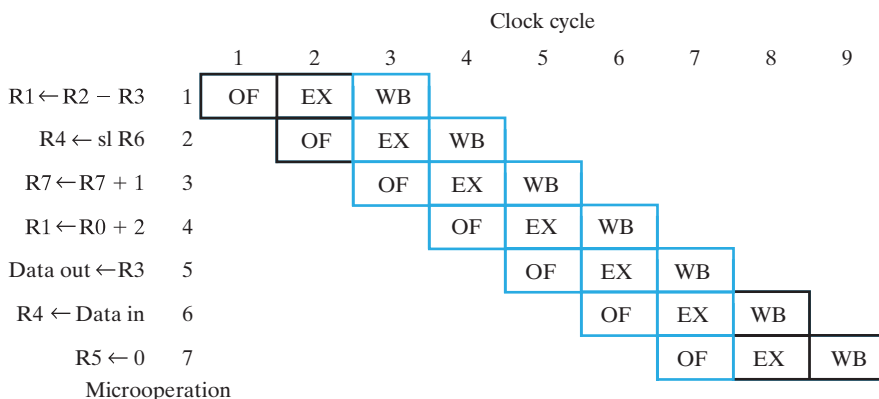 Clock cycle
1 2 3 4 5 6 7 8 9
R1 ← R2 − R3 1 OF EX WB
R4 ← sl R6 2 OF EX WB
R7 ← R7 + 1 3 OF EX WB
R1 ← R0 + 2 4 OF EX WB
Data out ← R3 5 OF EX WB
R4 ← Data in 6 OF EX WB
R5 ← 0 7 OF EX WB
Microoperation